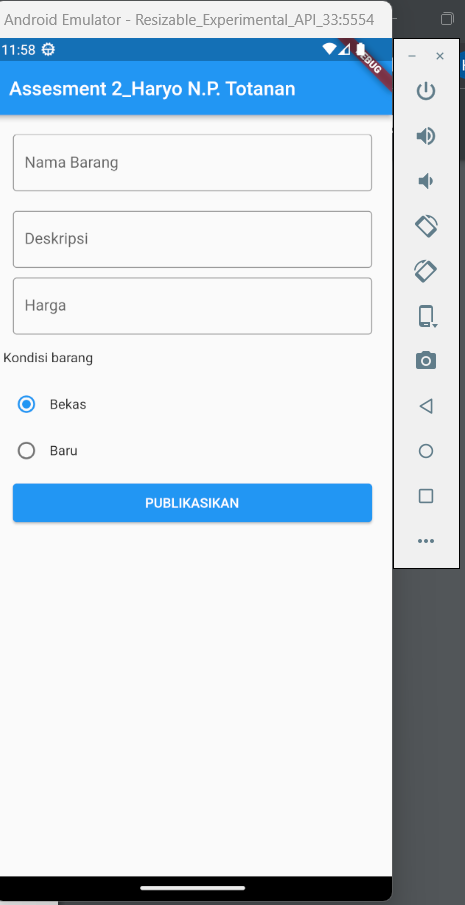 Android Emulator - Resizable_Experimental_API_33:5554
11:58
DEBUG
Assesment 2_Haryo N.P. Totanan
Nama Barang
Deskripsi
Harga
Kondisi barang
Bekas
Baru
PUBLIKASIKAN